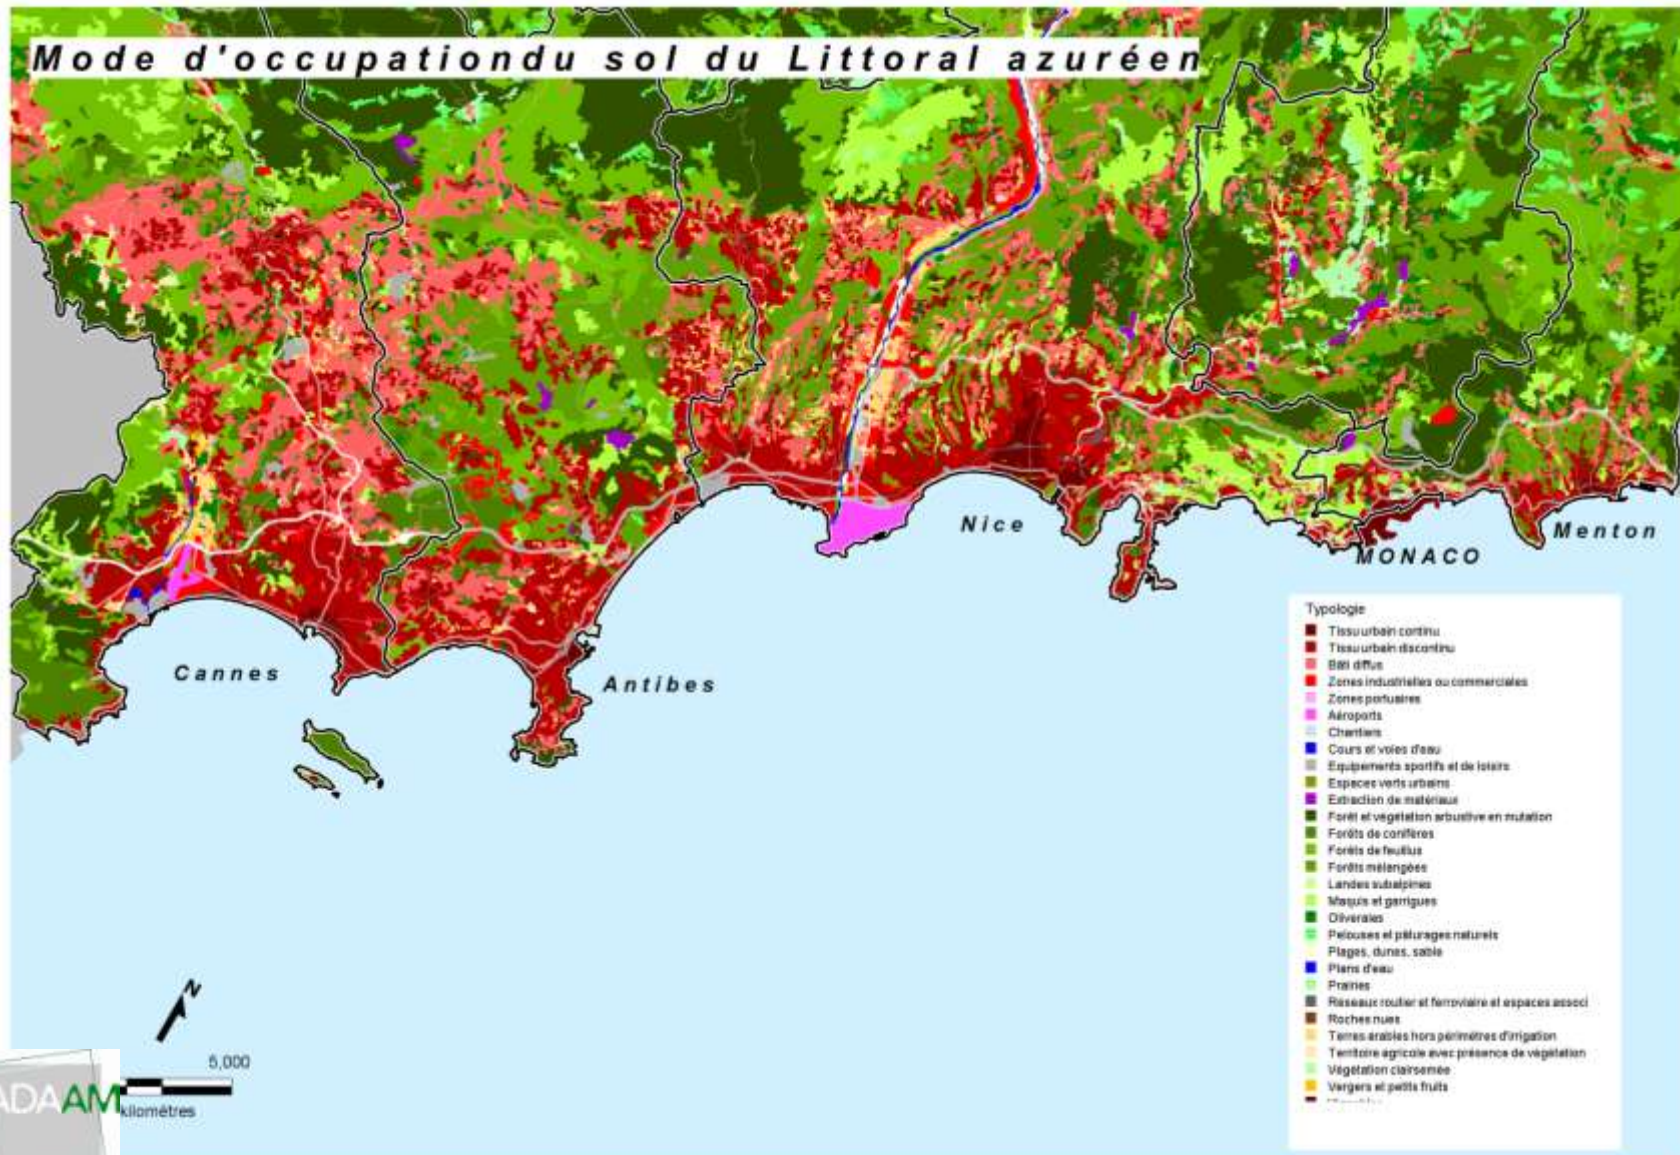 Mode d'occupationdu sol du Littoral azuréen
Nice
Menton
MONACO
Cannes
Antibes
Typologie
Tissu urbain continu
Tissu urbain discontinu
Bâti diffus
Zones industrielles ou commerciales
Zones portuaires
Aéroports
Chantiers
Cours et voies d'eau
Equipements sportifs et de loisirs
Espaces verts urbains
Extraction de matériaux
Forêt et végétation arbustive en mutation
Forêts de conifères
Forêts de feuillus
Forêts mélangées
Landes subalpines
Maquis et garrigues
Oliveraies
Pelouses et pâturages naturels
Plages, dunes, sable
Plans d'eau
Prairies
Réseaux routier et ferroviaire et espaces associ
Roches nues
Terres arables hors périmètres d'irrigation
Territoire agricole avec présence de végétation
Végétation clairsemée
Vergers et petits fruits
N
5,000
kilomètres
ADAAM